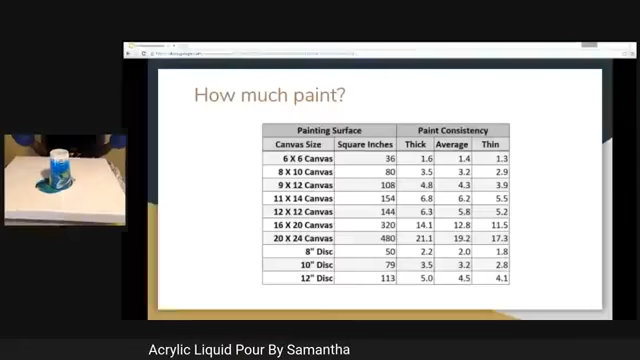 How much paint?
Painting Surface Paint Consistency
Canvas Size Square Inches Thick Average Thin
6 X 6 Canvas 36 1.6 1.4 1.3
8 X 10 Canvas 80 3.5 3.2 2.9
9 X 12 Canvas 108 4.8 4.3 3.9
11 X 14 Canvas 154 6.8 6.2 5.5
12 X 12 Canvas 144 6.3 5.8 5.2
16 X 20 Canvas 320 14.1 12.8 11.5
20 X 24 Canvas 480 21.1 19.2 17.3
8" Disc 50 2.2 2.0 1.8
10" Disc 79 3.5 3.2 2.8
12" Disc 113 5.0 4.5 4.1
Acrylic Liquid Pour By Samantha